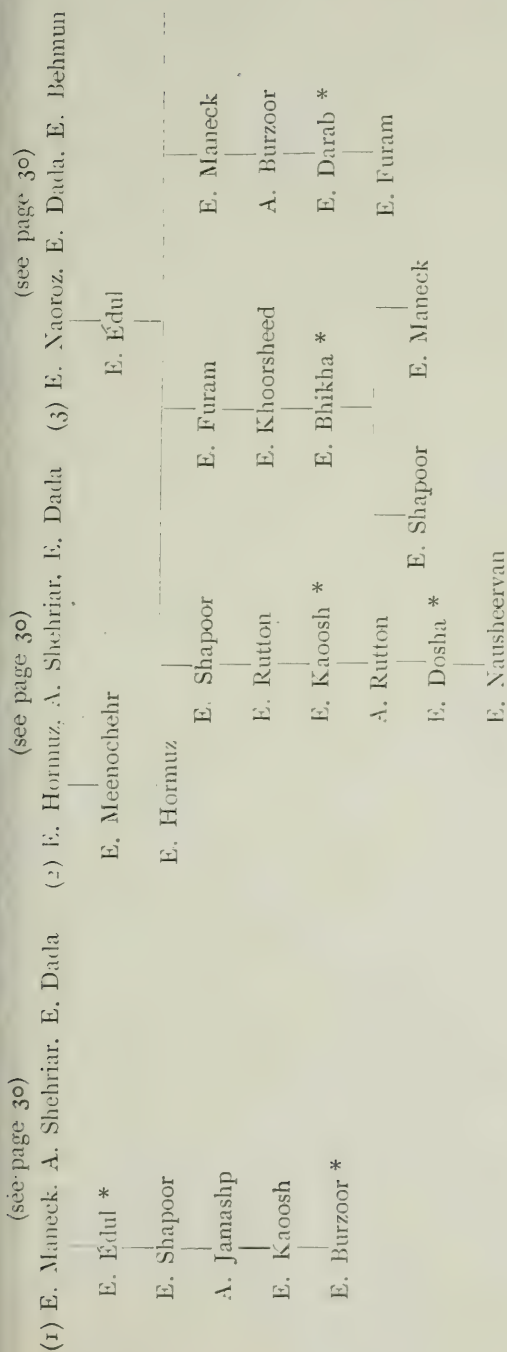 (see page 30)
(1) E. Maneck. A. Shehriar. E. Dada
E. Édul *
E. Shapoor
A. Jamashp
E. Kaoosh
E. Burzoor *
(see page 30)
(2) E. Hormuz. A. Shehriar. E. Dada
E. Meenochehr
E. Hormuz
(see page 30)
(3) E. Naoroz. E. Dada. E. Behmun
E. Édul
E. Shapoor
E. Rutton
E. Kaoosh *
A. Rutton
E. Dosha *
E. Nausheervan
E. Furam
E. Khoorsheed
E. Bhikha *
E. Shapoor
E. Maneck
E. Maneck
A. Burzoor
E. Darab *
E. Furam